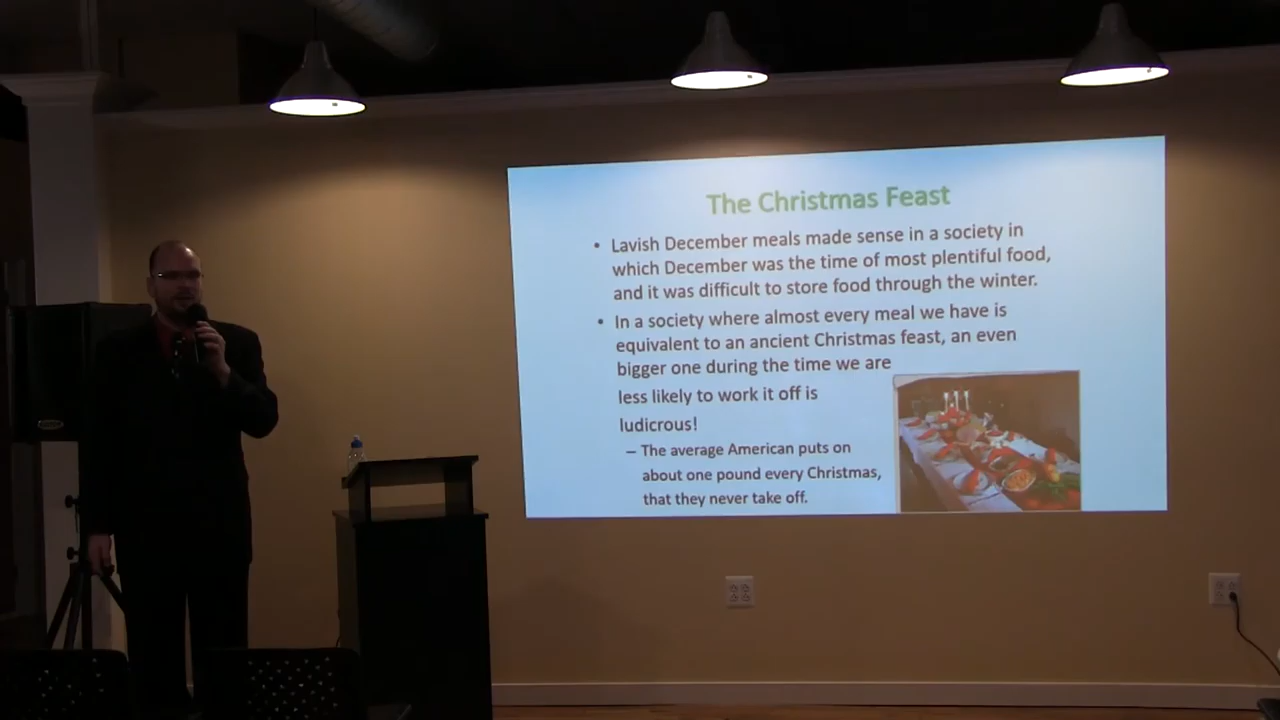 The Christmas Feast
• Lavish December meals made sense in a society in
which December was the time of most plentiful food,
and it was difficult to store food through the winter.
• In a society where almost every meal we have is
equivalent to an ancient Christmas feast, an even
bigger one during the time we are
less likely to work it off is
ludicrous!
– The average American puts on
about one pound every Christmas,
that they never take off.